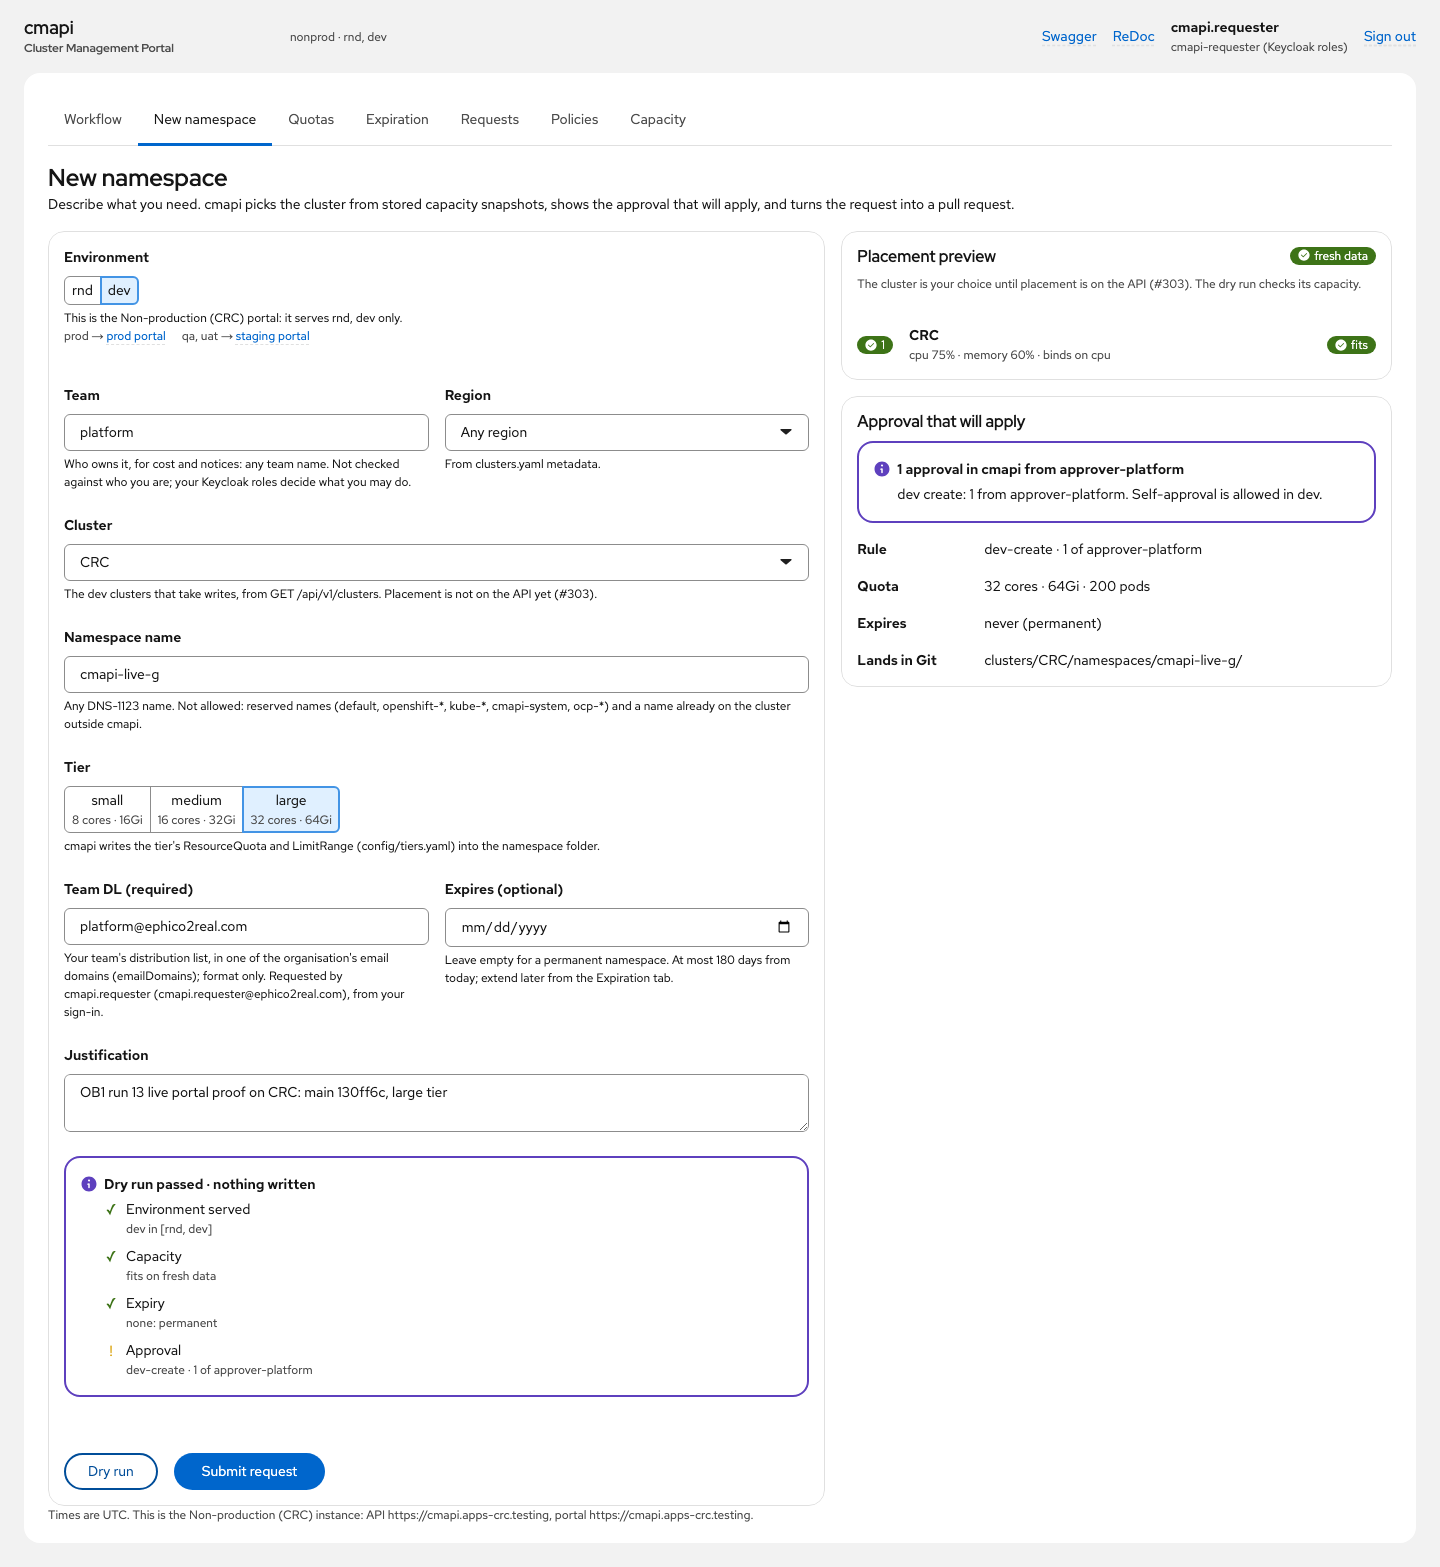 cmapi
Cluster Management Portal
nonprod · rnd, dev
Swagger
ReDoc
cmapi.requester
cmapi-requester (Keycloak roles)
Sign out
Workflow
New namespace
Quotas
Expiration
Requests
Policies
Capacity
New namespace
Describe what you need. cmapi picks the cluster from stored capacity snapshots, shows the approval that will apply, and turns the request into a pull request.
Environment
rnd
dev
This is the Non-production (CRC) portal: it serves rnd, dev only.
prod → prod portal qa, uat → staging portal
Team
platform
Who owns it, for cost and notices: any team name. Not checked
against who you are; your Keycloak roles decide what you may do.
Region
Any region
From clusters.yaml metadata.
Cluster
CRC
The dev clusters that take writes, from GET /api/v1/clusters. Placement is not on the API yet (#303).
Namespace name
cmapi-live-g
Any DNS-1123 name. Not allowed: reserved names (default, openshift-*, kube-*, cmapi-system, ocp-*) and a name already on the cluster
outside cmapi.
Tier
small
8 cores · 16Gi
medium
16 cores · 32Gi
large
32 cores · 64Gi
cmapi writes the tier's ResourceQuota and LimitRange (config/tiers.yaml) into the namespace folder.
Team DL (required)
platform@ephico2real.com
Your team's distribution list, in one of the organisation's email
domains (emailDomains); format only. Requested by
cmapi.requester (cmapi.requester@ephico2real.com), from your
sign-in.
Expires (optional)
mm/dd/yyyy
Leave empty for a permanent namespace. At most 180 days from
today; extend later from the Expiration tab.
Justification
OB1 run 13 live portal proof on CRC: main 130ff6c, large tier
Dry run passed · nothing written
✓ Environment served
dev in [rnd, dev]
✓ Capacity
fits on fresh data
✓ Expiry
none: permanent
! Approval
dev-create · 1 of approver-platform
Dry run
Submit request
Placement preview
fresh data
The cluster is your choice until placement is on the API (#303). The dry run checks its capacity.
1
CRC
cpu 75% · memory 60% · binds on cpu
fits
Approval that will apply
1 approval in cmapi from approver-platform
dev create: 1 from approver-platform. Self-approval is allowed in dev.
Rule dev-create · 1 of approver-platform
Quota 32 cores · 64Gi · 200 pods
Expires never (permanent)
Lands in Git clusters/CRC/namespaces/cmapi-live-g/
Times are UTC. This is the Non-production (CRC) instance: API https://cmapi.apps-crc.testing, portal https://cmapi.apps-crc.testing.